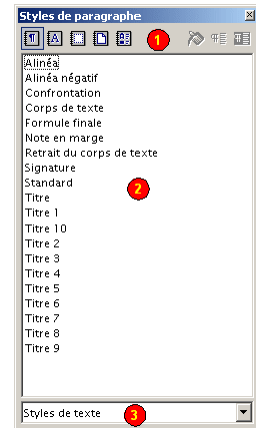 Styles de paragraphe
1
Alinéa
Alinéa négatif
Confrontation
Corps de texte
Formule finale
Note en marge
Retrait du corps de texte
Signature
Standard
2
Titre
Titre 1
Titre 10
Titre 2
Titre 3
Titre 4
Titre 5
Titre 6
Titre 7
Titre 8
Titre 9
Styles de texte
3